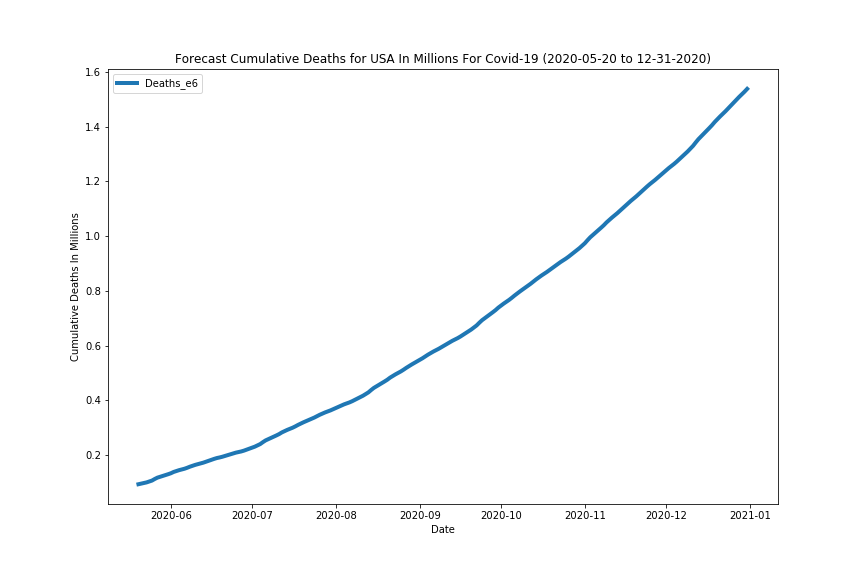 Forecast Cumulative Deaths for USA In Millions For Covid-19 (2020-05-20 to 12-31-2020)
Deaths_e6
1.6
1.4
1.2
1.0
0.8
0.6
0.4
0.2
Cumulative Deaths In Millions
2020-06 2020-07 2020-08 2020-09 2020-10 2020-11 2020-12 2021-01
Date